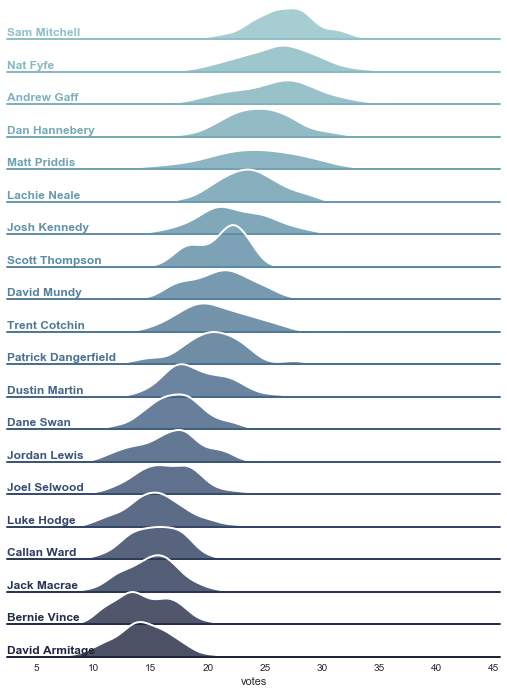 Sam Mitchell
Nat Fyfe
Andrew Gaff
Dan Hannebery
Matt Priddis
Lachie Neale
Josh Kennedy
Scott Thompson
David Mundy
Trent Cotchin
Patrick Dangerfield
Dustin Martin
Dane Swan
Jordan Lewis
Joel Selwood
Luke Hodge
Callan Ward
Jack Macrae
Bernie Vince
David Armitage
5 10 15 20 25 30 35 40 45
votes